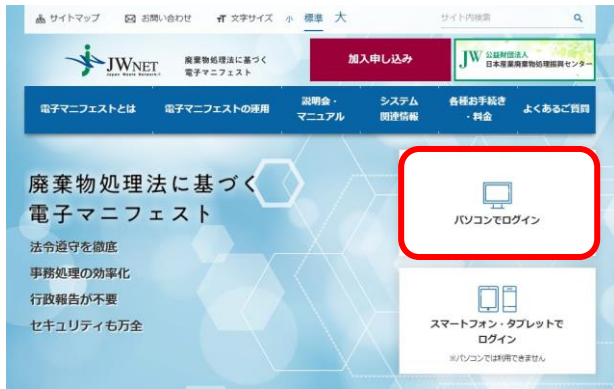 サイトマップ お問い合わせ 文字サイズ 小 標準 大 サイト内検索
JWNET
Japan Waste Network
廃棄物処理法に基づく
電子マニフェスト
加入申し込み
JW 公益財団法人
日本産業廃棄物処理振興センター
電子マニフェストとは 電子マニフェストの運用 説明会・
マニュアル システム
関連情報 各種お手続き
・料金 よくあるご質問
廃棄物処理法に基づく
電子マニフェスト
法令遵守を徹底
事務処理の効率化
行政報告が不要
セキュリティも万全
パソコンでログイン
スマートフォン・タブレットで
ログイン
※パソコンでは利用できません